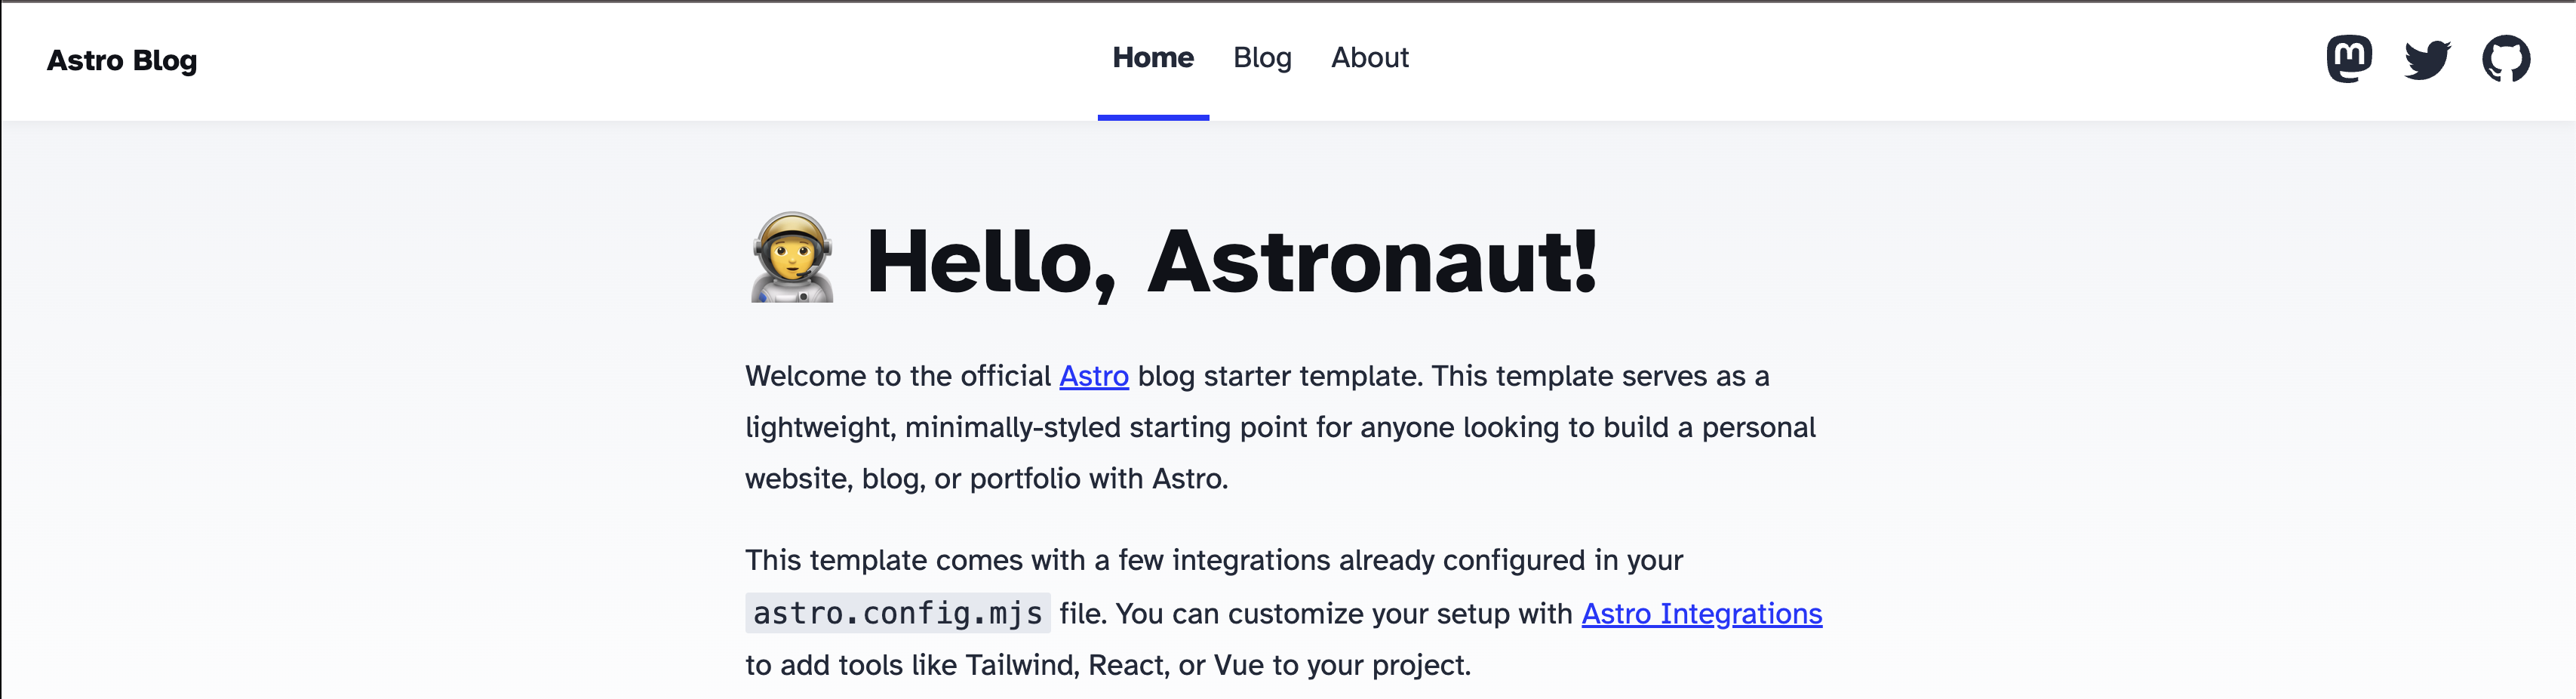 Astro Blog
Home Blog About
Hello, Astronaut!
Welcome to the official Astro blog starter template. This template serves as a
lightweight, minimally-styled starting point for anyone looking to build a personal
website, blog, or portfolio with Astro.
This template comes with a few integrations already configured in your
astro.config.mjs file. You can customize your setup with Astro Integrations
to add tools like Tailwind, React, or Vue to your project.